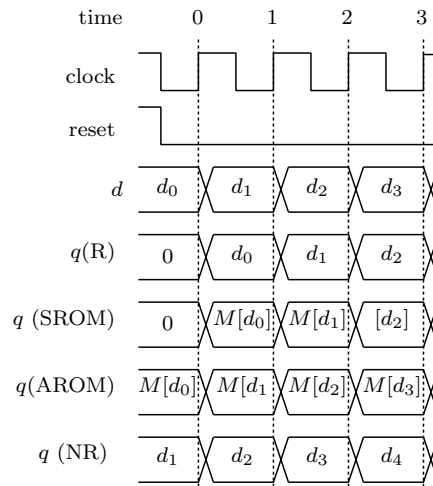 time 0 1 2 3
clock
reset
d d₀ d₁ d₂ d₃
q(R) 0 d₀ d₁ d₂
q (SROM) 0 M[d₀] M[d₁] [d₂]
q(AROM) M[d₀] M[d₁ M[d₂] M[d₃]
q (NR) d₁ d₂ d₃ d₄